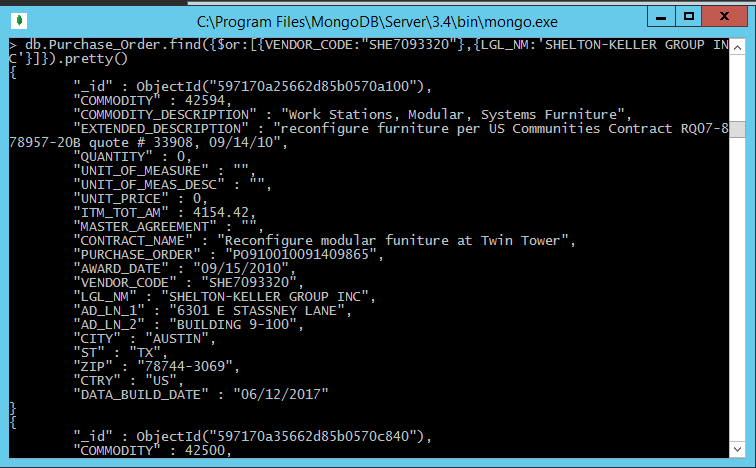 C:\Program Files\MongoDB\Server\3.4\bin\mongo.exe
> db.Purchase_Order.find({$or:[{VENDOR_CODE:"SHE7093320"},{LGL_NM:'SHELTON-KELLER GROUP IN
C'}]}).pretty()
{
"_id" : ObjectId("597170a25662d85b0570a100"),
"COMMODITY" : 42594,
"COMMODITY_DESCRIPTION" : "Work Stations, Modular, Systems Furniture",
"EXTENDED_DESCRIPTION" : "reconfigure furniture per US Communities Contract RQ07-8
78957-20B quote # 33908, 09/14/10",
"QUANTITY" : 0,
"UNIT_OF_MEASURE" : "",
"UNIT_OF_MEAS_DESC" : "",
"UNIT_PRICE" : 0,
"ITM_TOT_AM" : 4154.42,
"MASTER_AGREEMENT" : "",
"CONTRACT_NAME" : "Reconfigure modular funiture at Twin Tower",
"PURCHASE_ORDER" : "PO910010091409865",
"AWARD_DATE" : "09/15/2010",
"VENDOR_CODE" : "SHE7093320",
"LGL_NM" : "SHELTON-KELLER GROUP INC",
"AD_LN_1" : "6301 E STASSNEY LANE",
"AD_LN_2" : "BUILDING 9-100",
"CITY" : "AUSTIN",
"ST" : "TX",
"ZIP" : "78744-3069",
"CTRY" : "US",
"DATA_BUILD_DATE" : "06/12/2017"
}
{
"_id" : ObjectId("597170a35662d85b0570c840"),
"COMMODITY" : 42500,